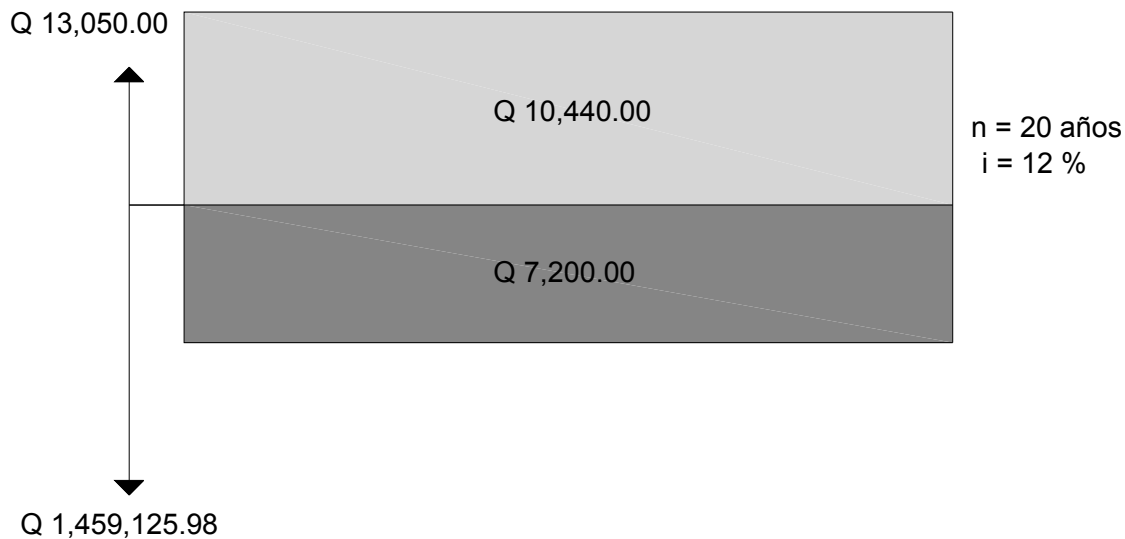 Q 13,050.00
Q 10,440.00
n = 20 años
i = 12 %
Q 7,200.00
Q 1,459,125.98